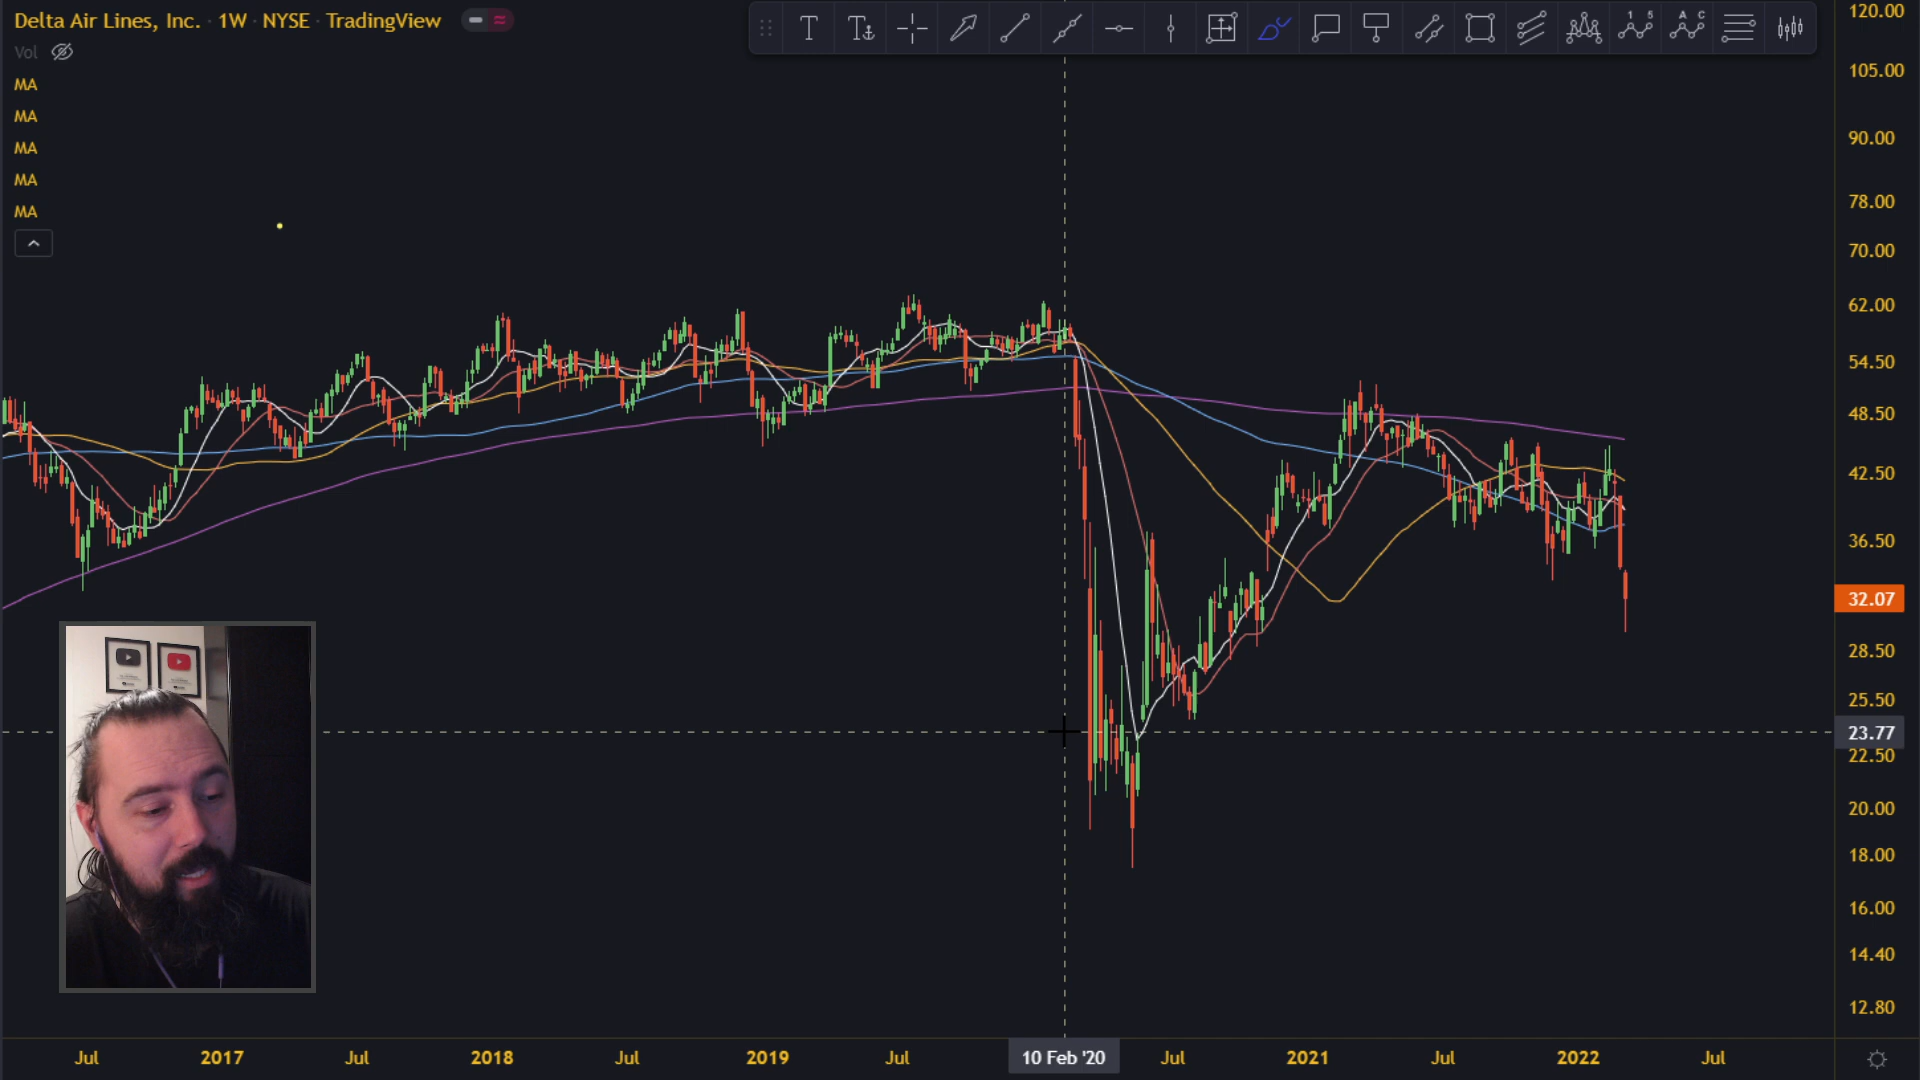 Delta Air Lines, Inc. · 1W · NYSE · TradingView
Vol
MA
MA
MA
MA
MA
T T
1 5
A C
120.00
105.00
90.00
78.00
70.00
62.00
54.50
48.50
42.50
36.50
32.07
28.50
25.50
23.77
22.50
20.00
18.00
16.00
14.40
12.80
Jul 2017 Jul 2018 Jul 2019 Jul 10 Feb '20 Jul 2021 Jul 2022 Jul